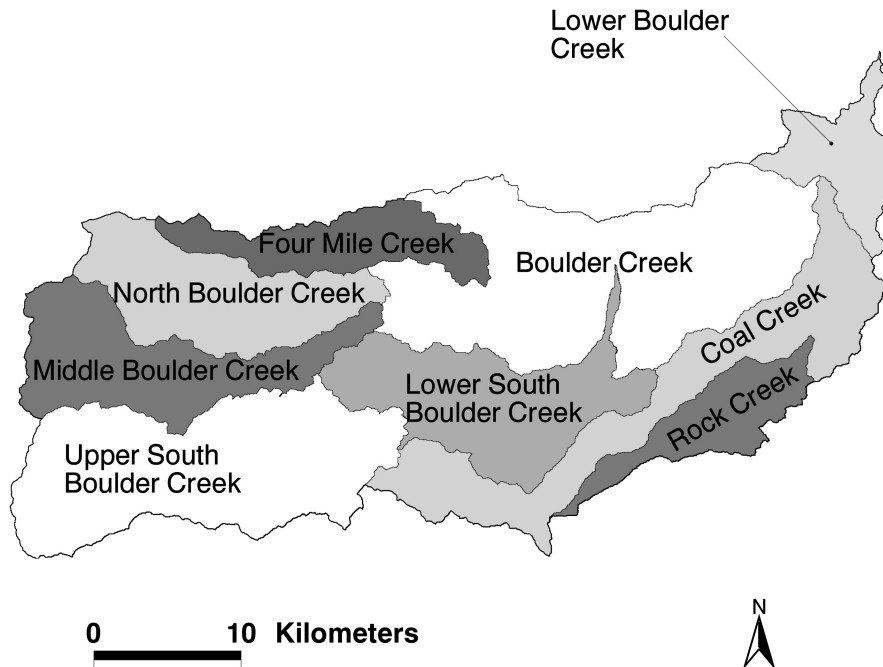 Lower Boulder
Creek
Four Mile Creek
Boulder Creek
North Boulder Creek
Coal Creek
Middle Boulder Creek
Lower South
Boulder Creek
Rock Creek
Upper South
Boulder Creek
N
0 10 Kilometers